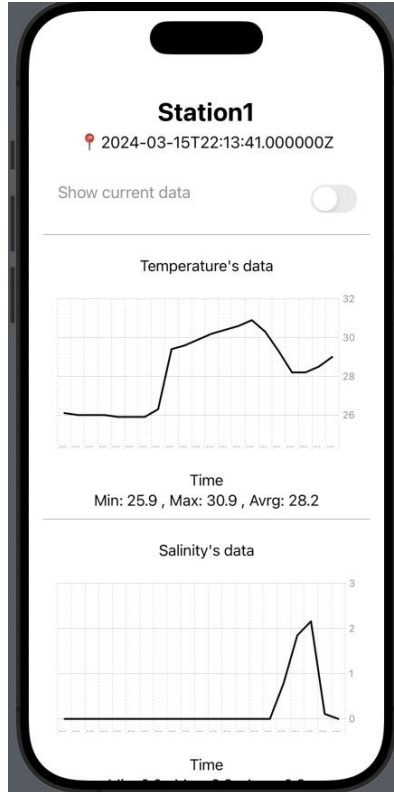 Station1
📍 2024-03-15T22:13:41.000000Z
Show current data
Temperature's data
32
30
28
26
... ... ... ... ... ... ... ... ... ... ... ... ... ...
Time
Min: 25.9 , Max: 30.9 , Avrg: 28.2
Salinity's data
3
2
1
0
... ... ... ... ... ... ... ... ... ... ... ... ... ...
Time